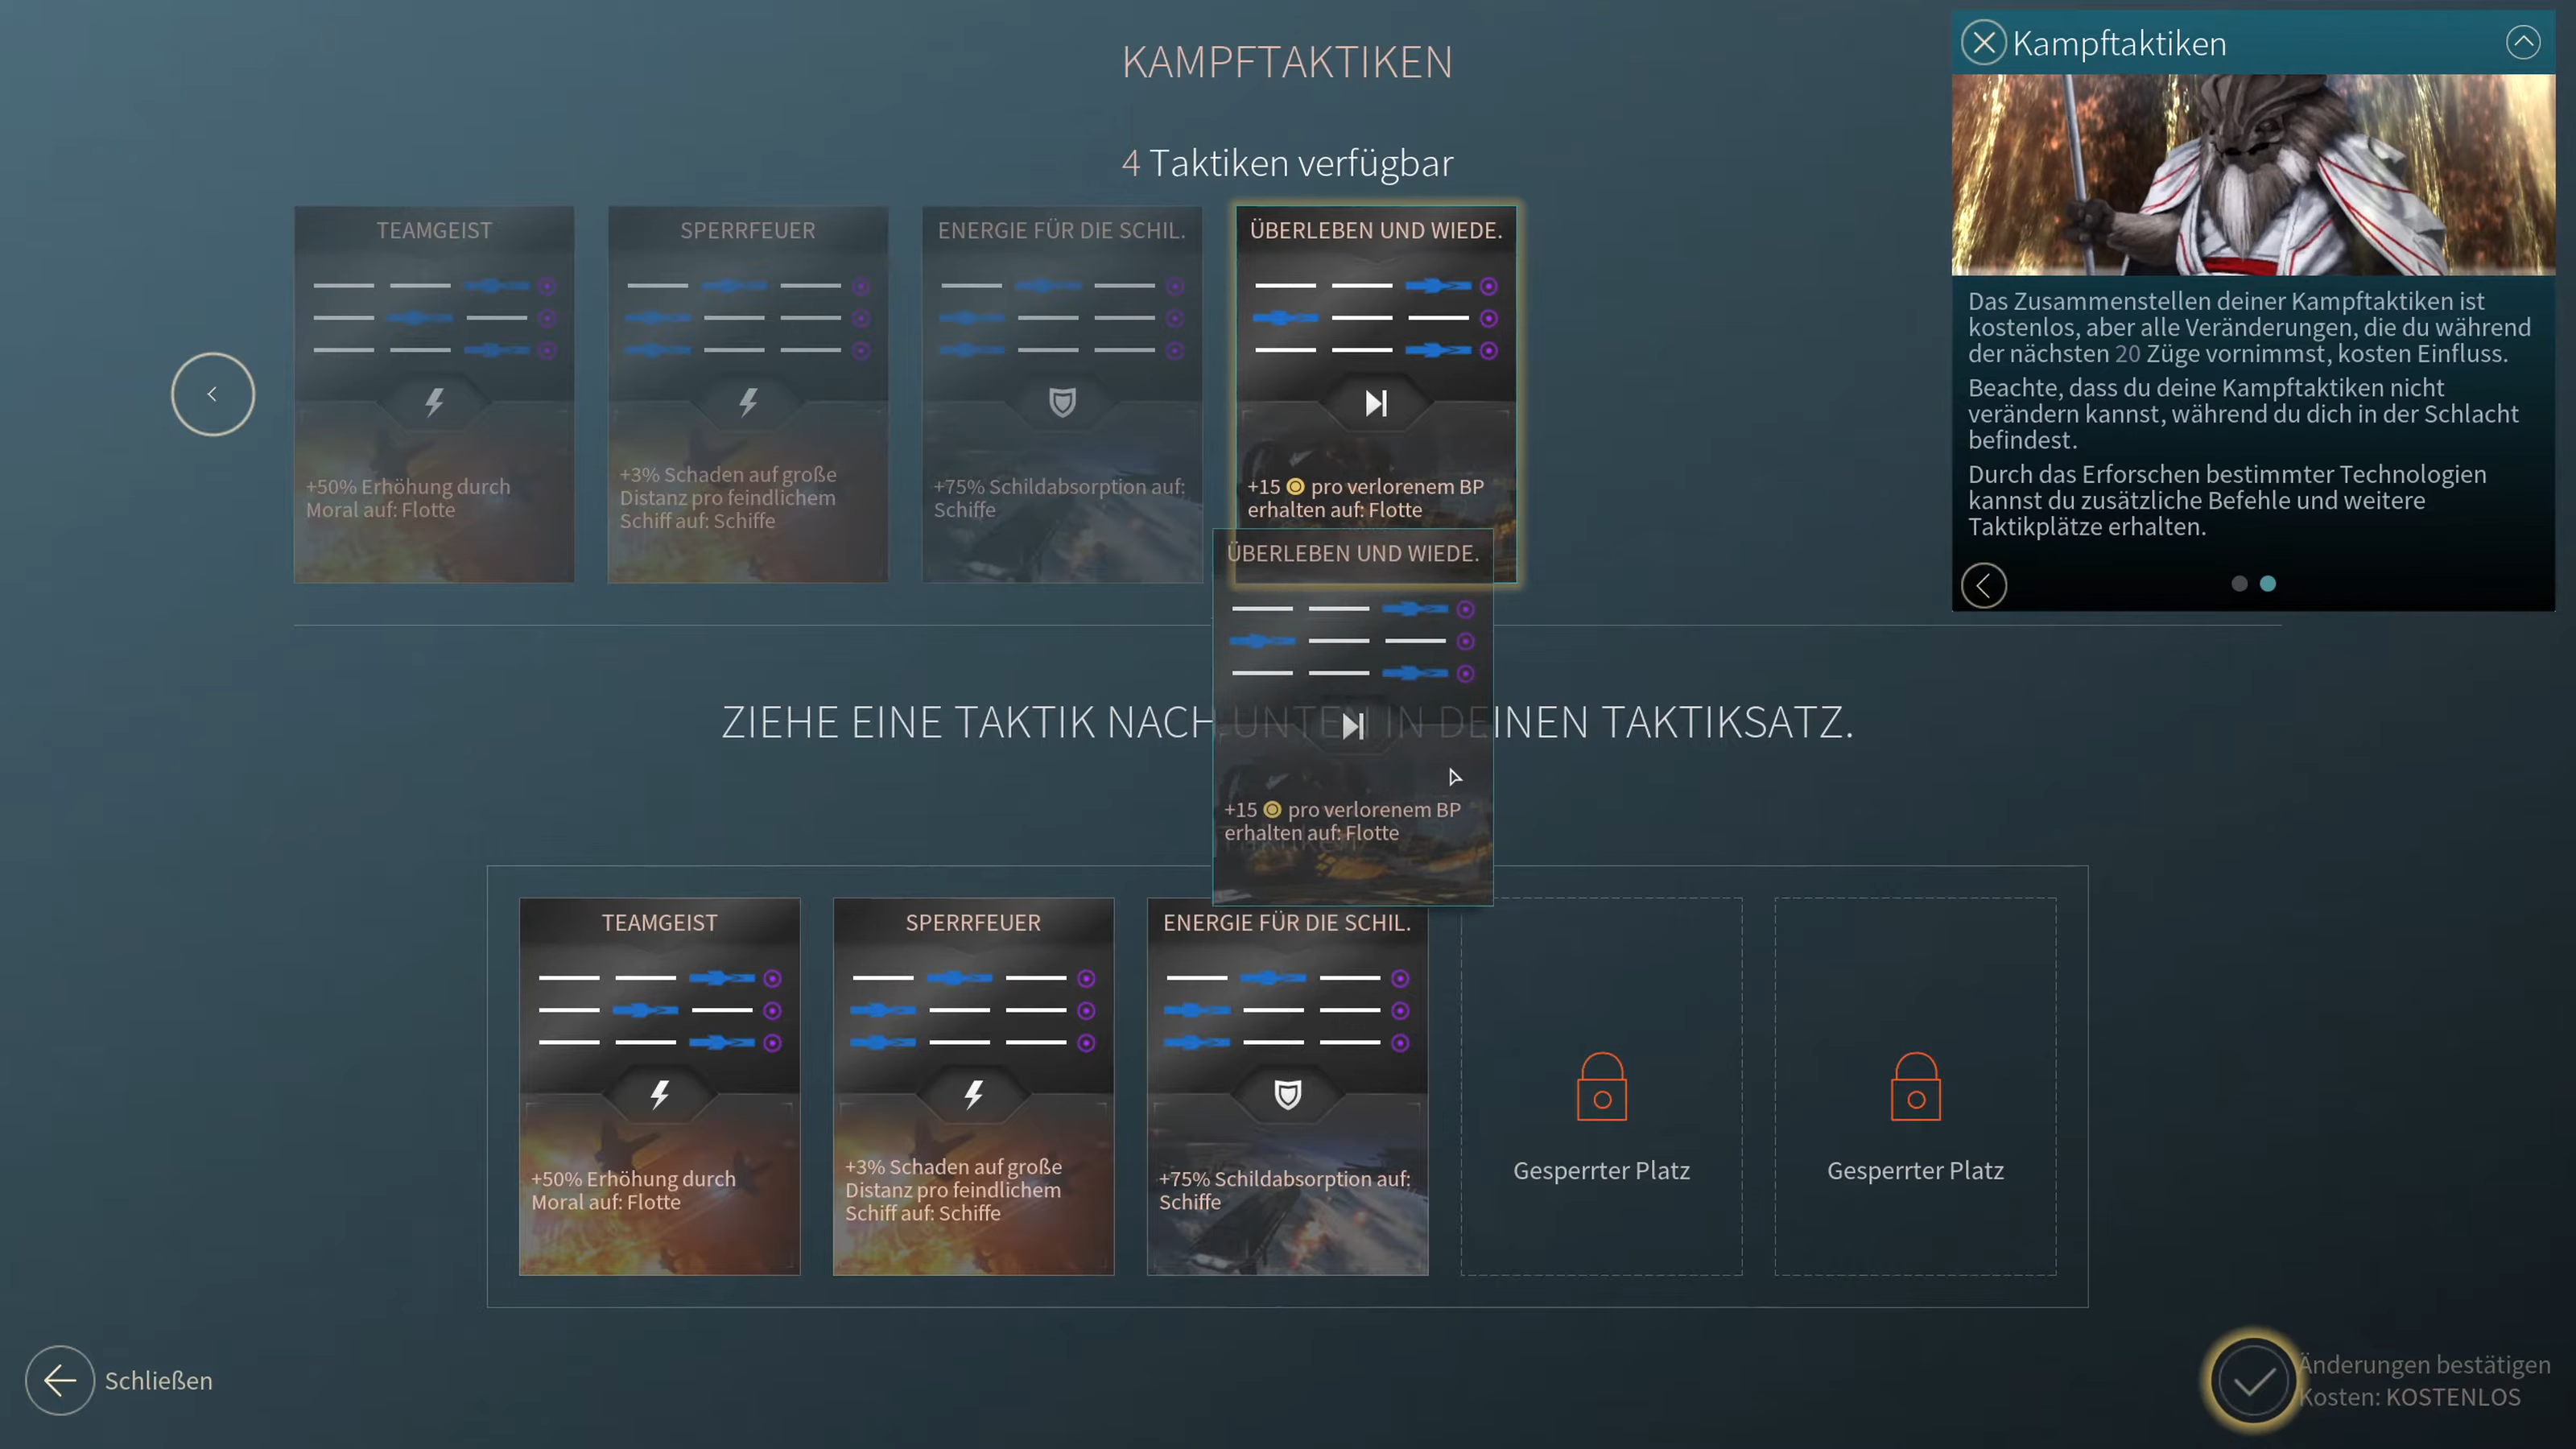 KAMPFTAKTIKEN
4 Taktiken verfügbar
TEAMGEIST
+50% Erhöhung durch
Moral auf: Flotte
SPERRFEUER
+3% Schaden auf große
Distanz pro feindlichem
Schiff auf: Schiffe
ENERGIE FÜR DIE SCHIL.
+75% Schildabsorption auf:
Schiffe
ÜBERLEBEN UND WIEDE.
+15 pro verlorenem BP
erhalten auf: Flotte
Kampftaktiken
Das Zusammenstellen deiner Kampftaktiken ist
kostenlos, aber alle Veränderungen, die du während
der nächsten 20 Züge vornimmst, kosten Einfluss.
Beachte, dass du deine Kampftaktiken nicht
verändern kannst, während du dich in der Schlacht
befindest.
Durch das Erforschen bestimmter Technologien
kannst du zusätzliche Befehle und weitere
Taktikplätze erhalten.
ÜBERLEBEN UND WIEDE.
+15 pro verlorenem BP
erhalten auf: Flotte
ZIEHE EINE TAKTIK NACH UNTEN IN DEINEN TAKTIKSATZ.
TEAMGEIST
+50% Erhöhung durch
Moral auf: Flotte
SPERRFEUER
+3% Schaden auf große
Distanz pro feindlichem
Schiff auf: Schiffe
ENERGIE FÜR DIE SCHIL.
+75% Schildabsorption auf:
Schiffe
Gesperrter Platz
Gesperrter Platz
Schließen
Änderungen bestätigen
Kosten: KOSTENLOS